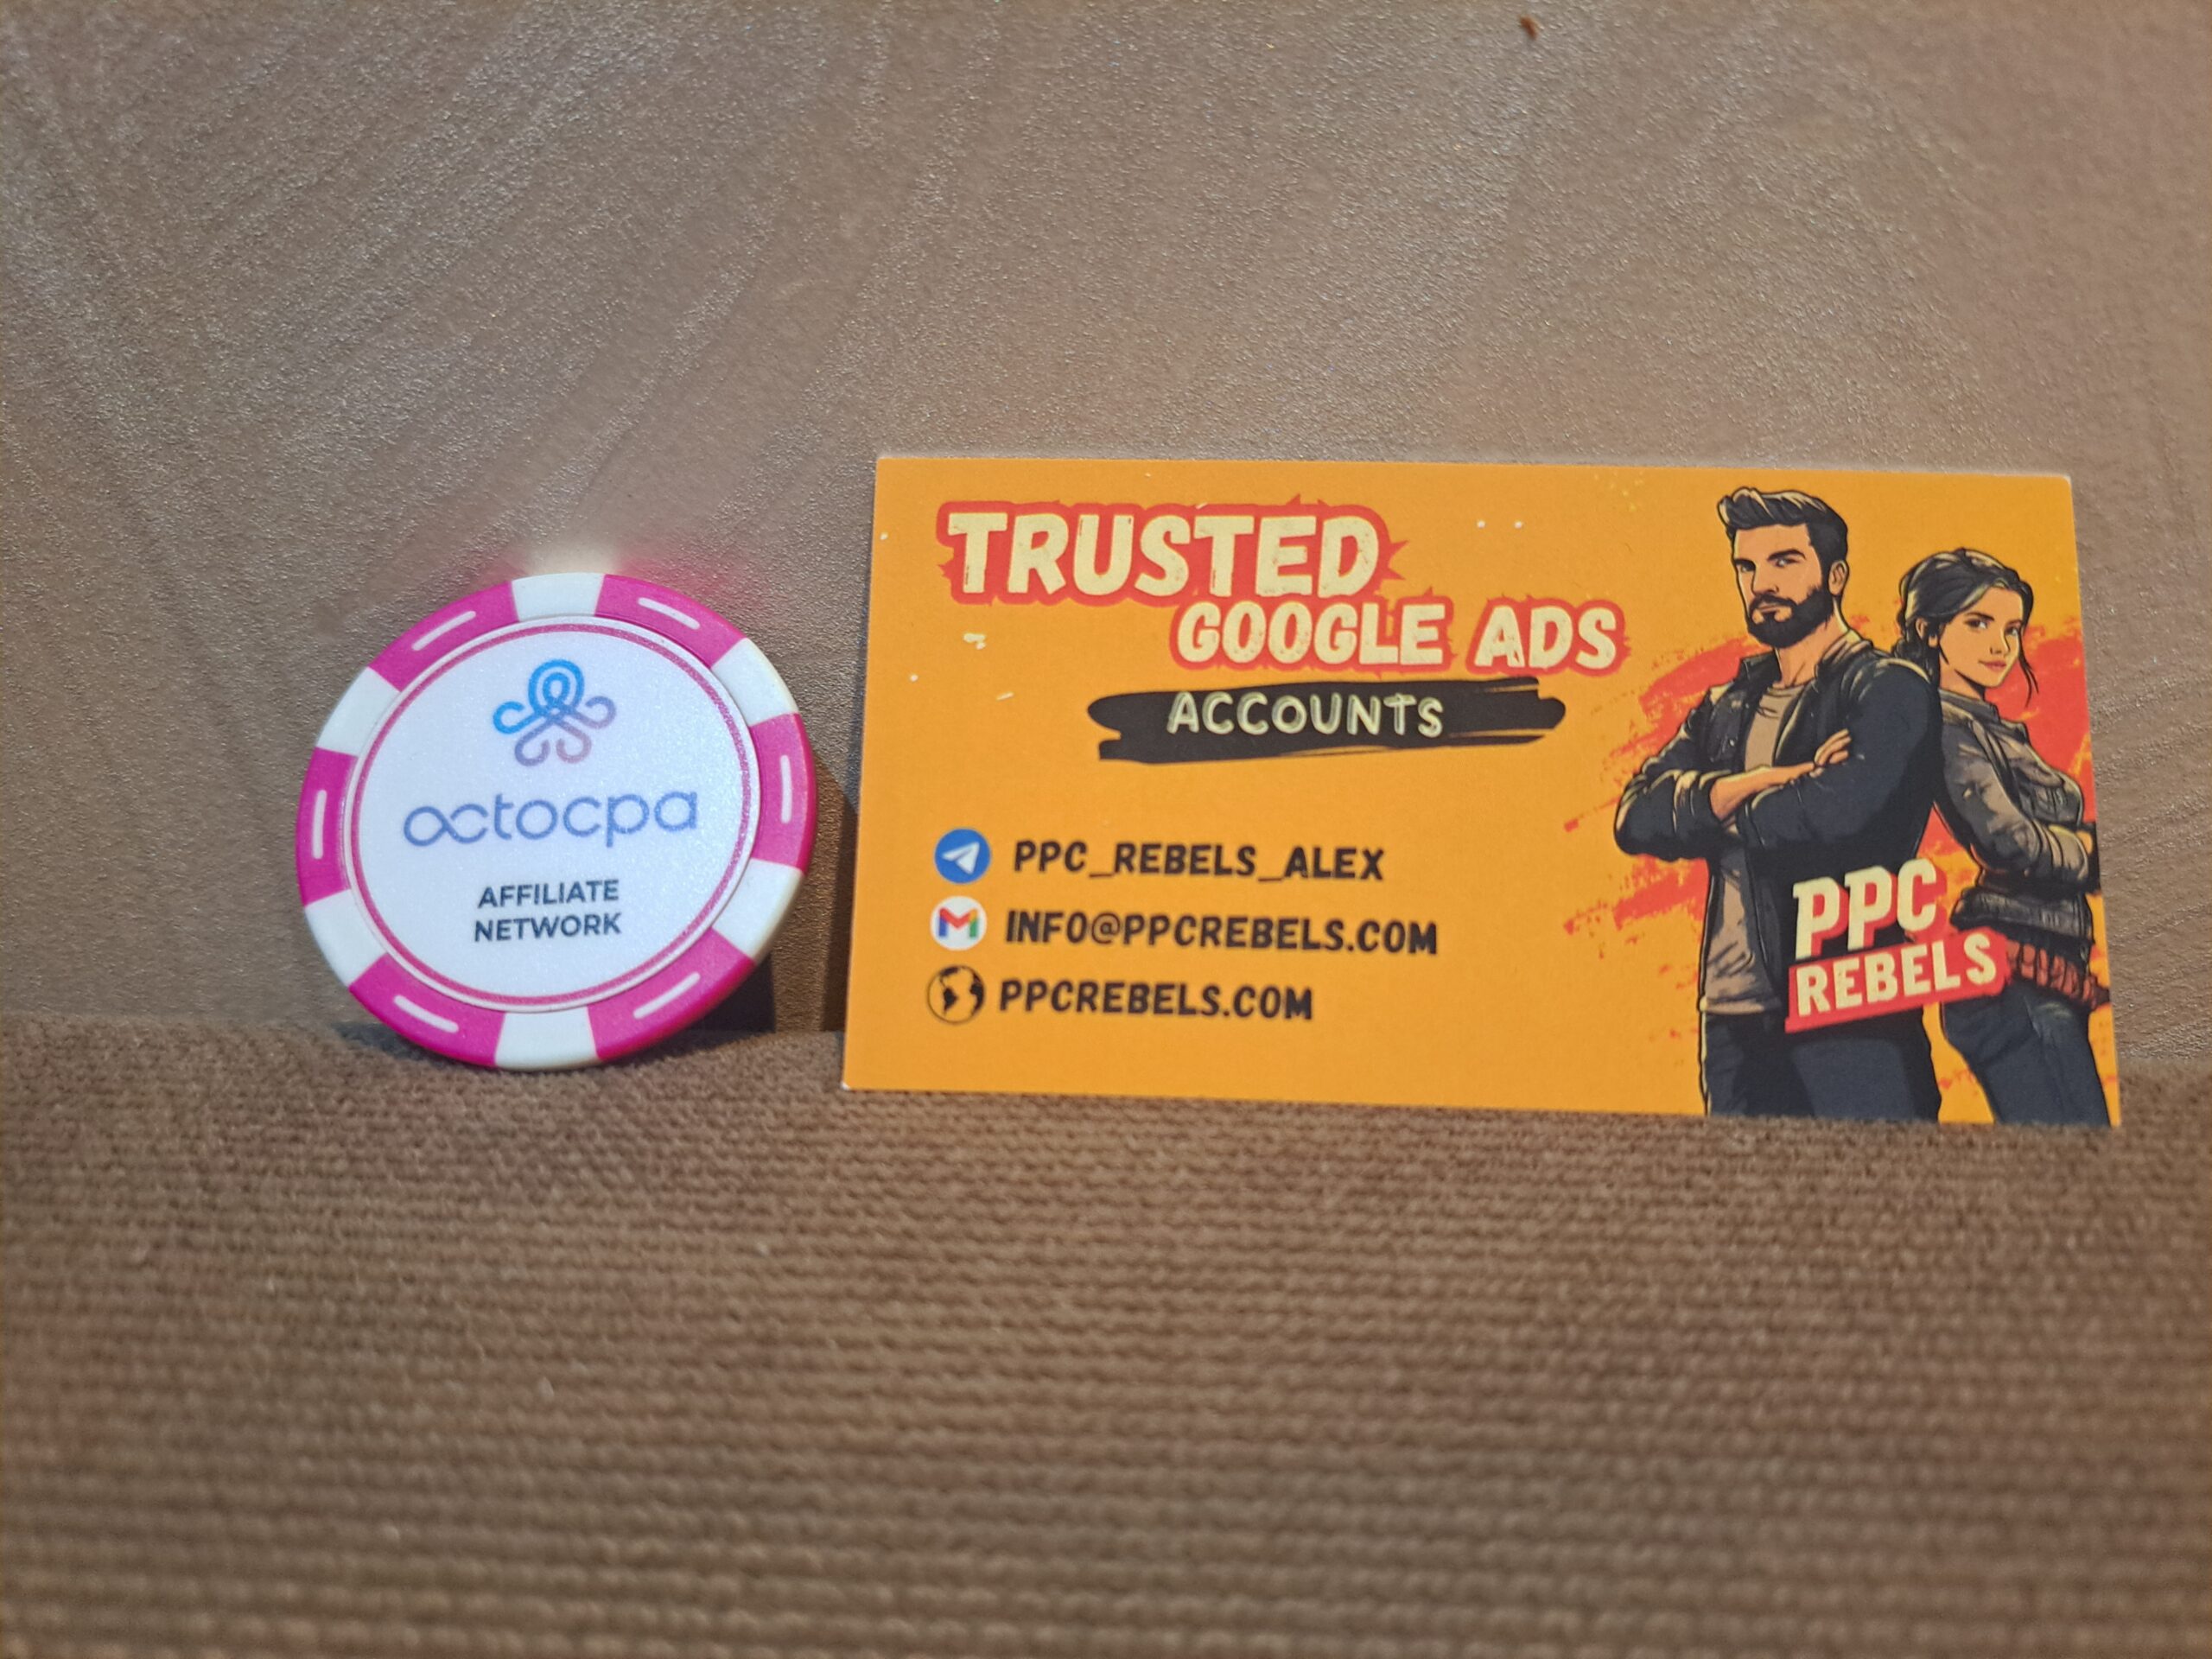 octocpa
AFFILIATE
NETWORK
TRUSTED
GOOGLE ADS
ACCOUNTS
PPC_REBELS_ALEX
INFO@PPCREBELS.COM
PPCREBELS.COM
PPC
REBELS